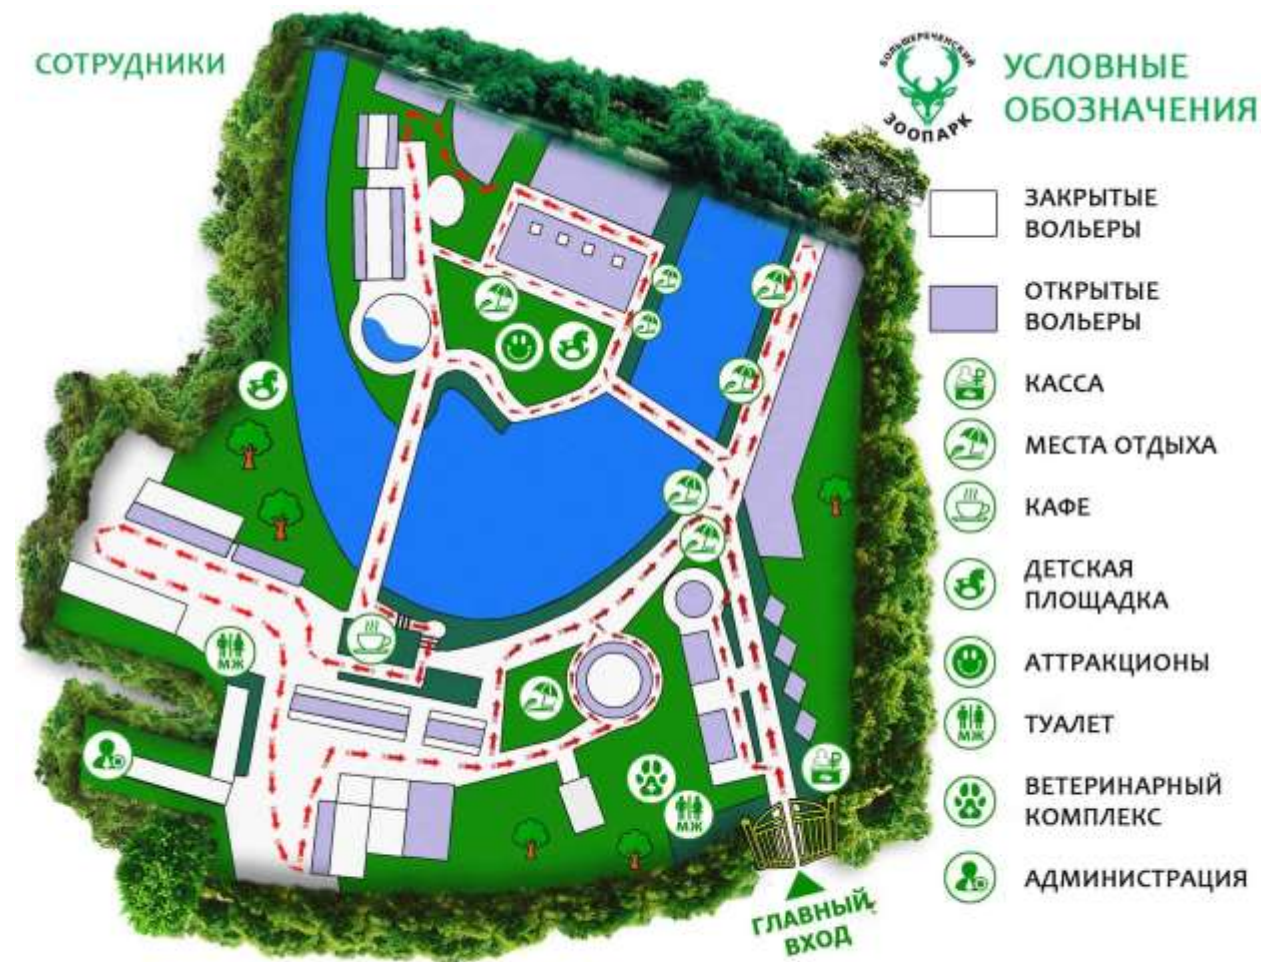 СОТРУДНИКИ
БОЛЬШЕРЕЧЕНСКИЙ
ЗООПАРК
УСЛОВНЫЕ
ОБОЗНАЧЕНИЯ
ЗАКРЫТЫЕ
ВОЛЬЕРЫ
ОТКРЫТЫЕ
ВОЛЬЕРЫ
КАССА
МЕСТА ОТДЫХА
КАФЕ
ДЕТСКАЯ
ПЛОЩАДКА
АТТРАКЦИОНЫ
МЖ
ТУАЛЕТ
ВЕТЕРИНАРНЫЙ
КОМПЛЕКС
АДМИНИСТРАЦИЯ
МЖ
МЖ
ГЛАВНЫЙ
ВХОД